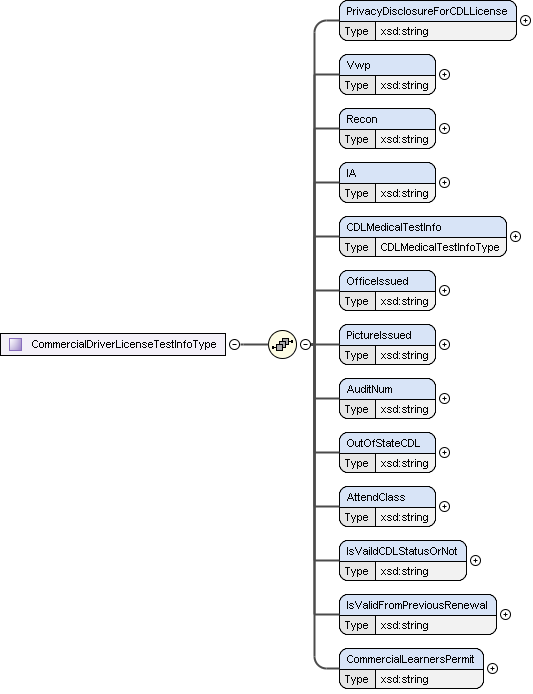 PrivacyDisclosureForCDLLicense
Type xsd:string
Vwp
Type xsd:string
Recon
Type xsd:string
IA
Type xsd:string
CDLMedicalTestInfo
Type CDLMedicalTestInfoType
OfficeIssued
Type xsd:string
CommercialDriverLicenseTestInfoType
PictureIssued
Type xsd:string
AuditNum
Type xsd:string
OutOfStateCDL
Type xsd:string
AttendClass
Type xsd:string
IsVaildCDLStatusOrNot
Type xsd:string
IsValidFromPreviousRenewal
Type xsd:string
CommercialLearnersPermit
Type xsd:string